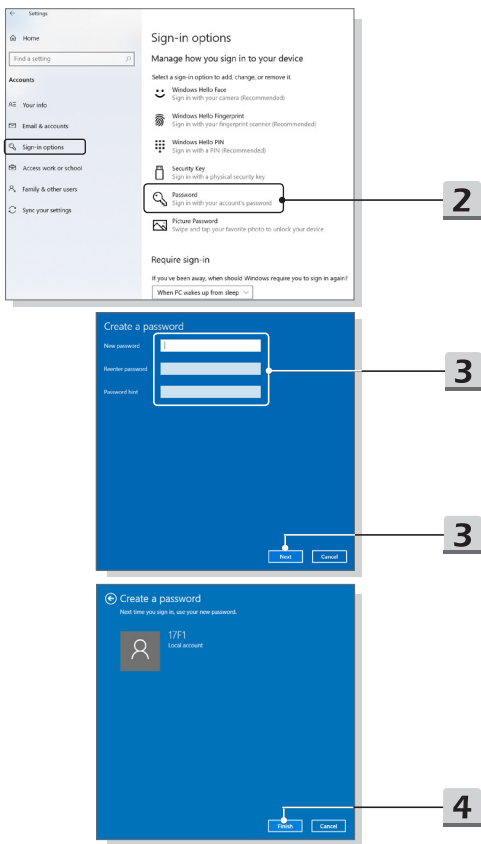 Settings
Home
Find a setting
Accounts
Your info
Email & accounts
Sign-in options
Access work or school
Family & other users
Sync your settings
Sign-in options
Manage how you sign in to your device
Select a sign-in option to add, change, or remove it.
Windows Hello Face
Sign in with your camera (Recommended)
Windows Hello Fingerprint
Sign in with your fingerprint scanner (Recommended)
Windows Hello PIN
Sign in with a PIN (Recommended)
Security Key
Sign in with a physical security key
Password
Sign in with your account's password
2
Picture Password
Swipe and tap your favorite photo to unlock your device
Require sign-in
If you've been away, when should Windows require you to sign in again?
When PC wakes up from sleep
Create a password
New password
Reenter password
3
Password hint
3
Next Cancel
Create a password
Next time you sign in, use your new password.
17F1
Local account
4
Finish Cancel